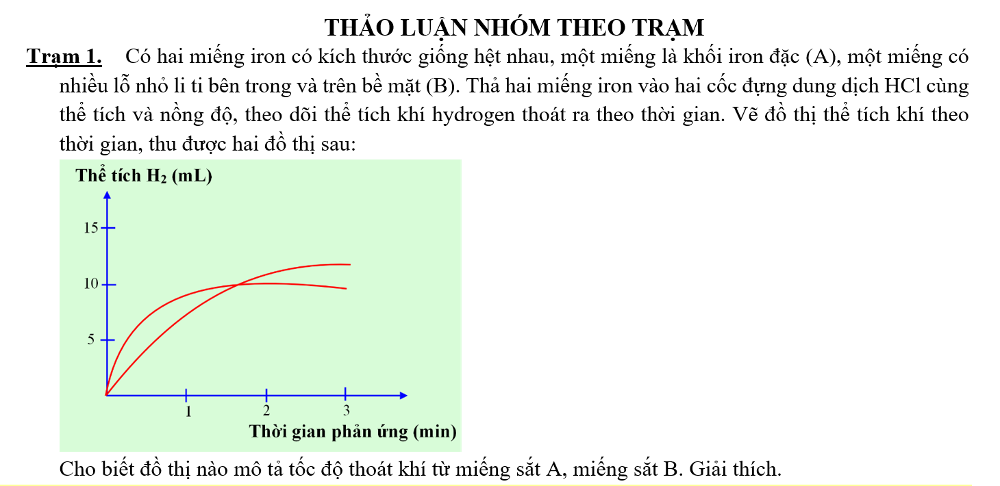 THẢO LUẬN NHÓM THEO TRẠM
Trạm 1. Có hai miếng iron có kích thước giống hệt nhau, một miếng là khối iron đặc (A), một miếng có
nhiều lỗ nhỏ li ti bên trong và trên bề mặt (B). Thả hai miếng iron vào hai cốc đựng dung dịch HCl cùng
thể tích và nồng độ, theo dõi thể tích khí hydrogen thoát ra theo thời gian. Vẽ đồ thị thể tích khí theo
thời gian, thu được hai đồ thị sau:
Thể tích H₂ (mL)
15
10
5
1 2 3
Thời gian phản ứng (min)
Cho biết đồ thị nào mô tả tốc độ thoát khí từ miếng sắt A, miếng sắt B. Giải thích.